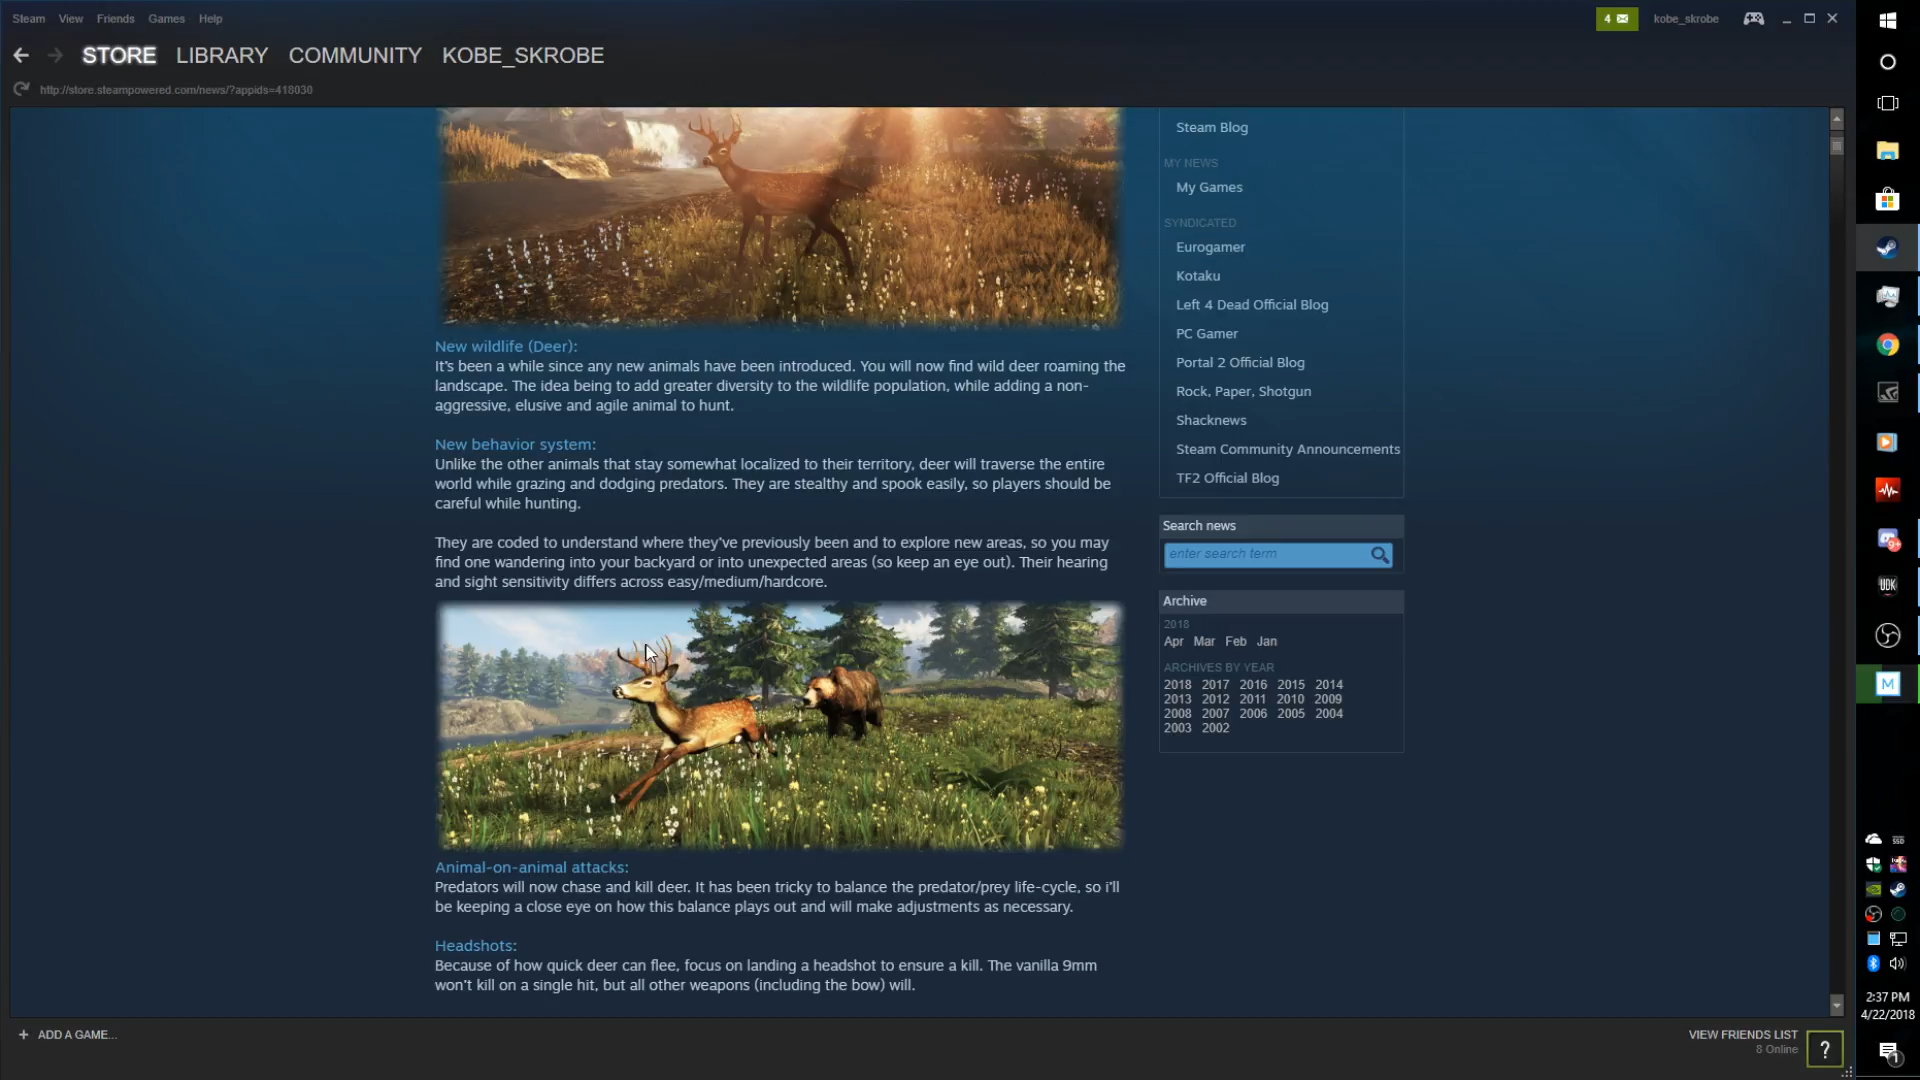 Steam View Friends Games Help
4 kobe_skrobe
STORE LIBRARY COMMUNITY KOBE_SKROBE
http://store.steampowered.com/news/?appids=418030
New wildlife (Deer):
It's been a while since any new animals have been introduced. You will now find wild deer roaming the
landscape. The idea being to add greater diversity to the wildlife population, while adding a non-
aggressive, elusive and agile animal to hunt.
New behavior system:
Unlike the other animals that stay somewhat localized to their territory, deer will traverse the entire
world while grazing and dodging predators. They are stealthy and spook easily, so players should be
careful while hunting.
They are coded to understand where they've previously been and to explore new areas, so you may
find one wandering into your backyard or into unexpected areas (so keep an eye out). Their hearing
and sight sensitivity differs across easy/medium/hardcore.
Animal-on-animal attacks:
Predators will now chase and kill deer. It has been tricky to balance the predator/prey life-cycle, so i'll
be keeping a close eye on how this balance plays out and will make adjustments as necessary.
Headshots:
Because of how quick deer can flee, focus on landing a headshot to ensure a kill. The vanilla 9mm
won't kill on a single hit, but all other weapons (including the bow) will.
Steam Blog
MY NEWS
My Games
SYNDICATED
Eurogamer
Kotaku
Left 4 Dead Official Blog
PC Gamer
Portal 2 Official Blog
Rock, Paper, Shotgun
Shacknews
Steam Community Announcements
TF2 Official Blog
Search news
enter search term
Archive
2018
Apr Mar Feb Jan
ARCHIVES BY YEAR
2018 2017 2016 2015 2014
2013 2012 2011 2010 2009
2008 2007 2006 2005 2004
2003 2002
+ ADD A GAME...
VIEW FRIENDS LIST
8 Online
?
9+
UDK
M
SSD
2:37 PM
4/22/2018
1